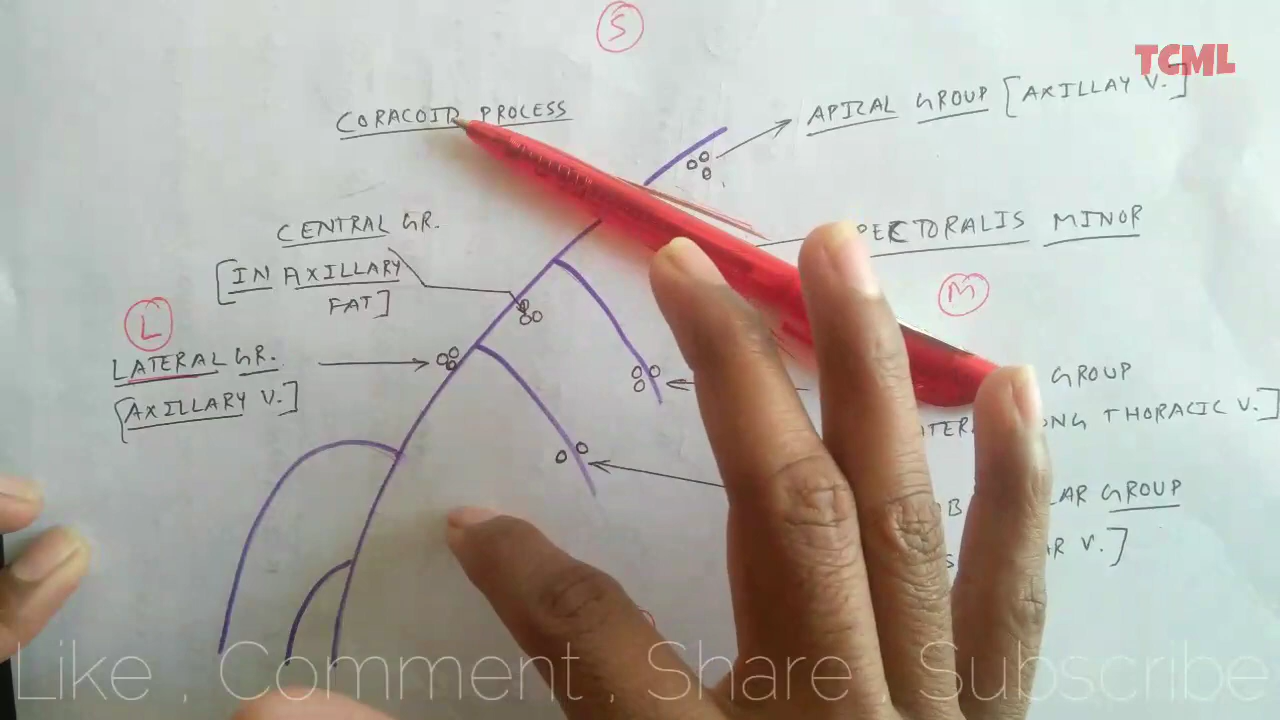 S
TCML
CORACOID PROCESS
APICAL GROUP [AXILLAY V.]
CENTRAL GR.
[IN AXILLARY
FAT]
PECTORALIS MINOR
M
L
LATERAL GR.
[AXILLARY V.]
GROUP
THORACIC V.]
GROUP
V.]
Like , Comment , Share , Subscribe